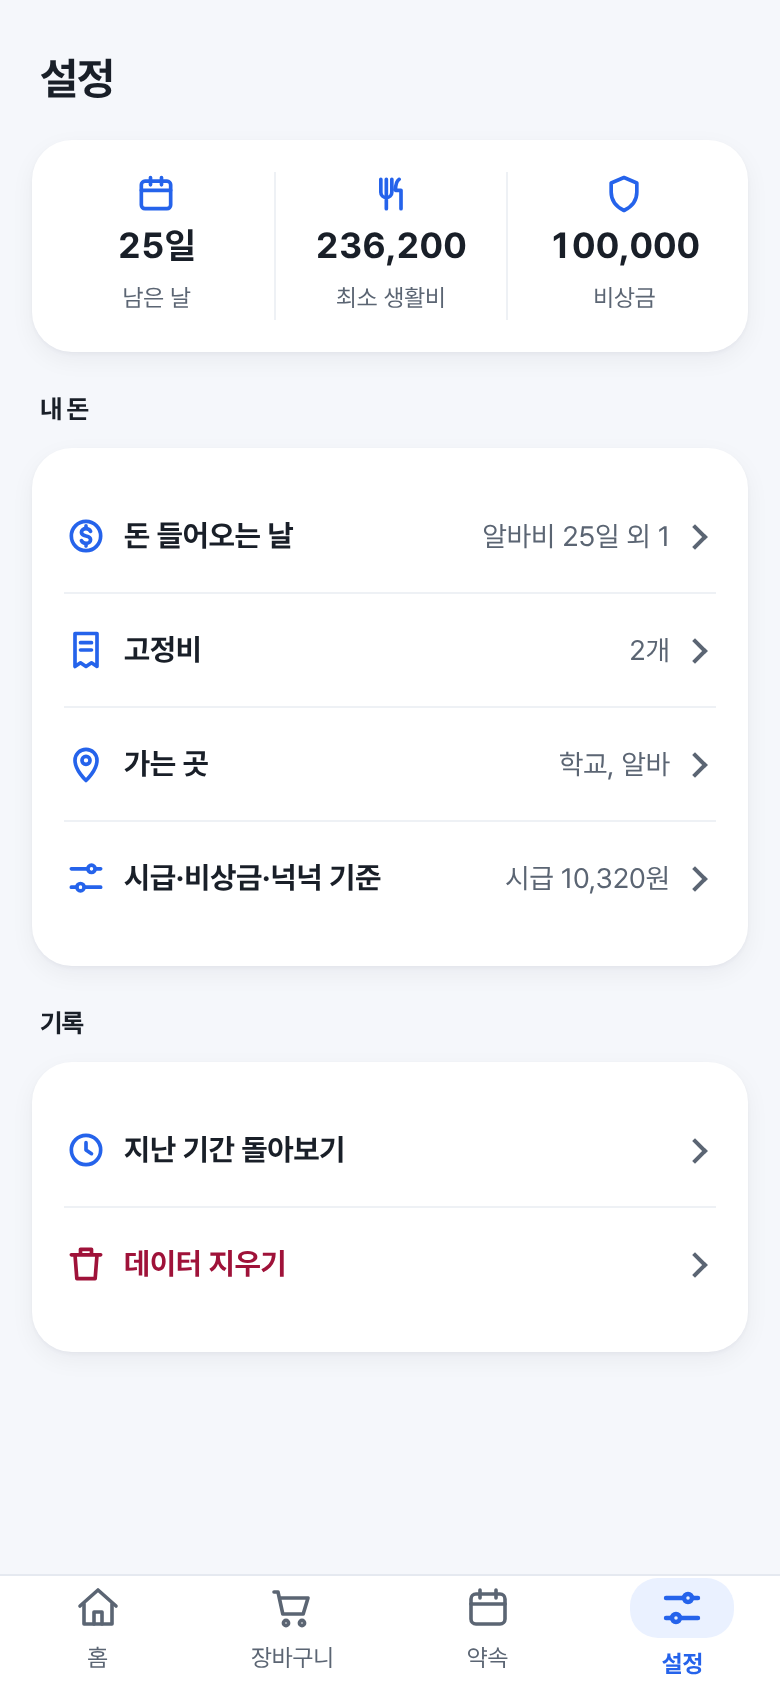 설정
25일
236,200
100,000
남은 날
최소 생활비
비상금
내 돈
돈 들어오는 날
알바비 25일 외 1
고정비
2개
가는 곳
학교, 알바
시급·비상금·넉넉 기준
시급 10,320원
기록
지난 기간 돌아보기
데이터 지우기
홈
장바구니
약속
설정